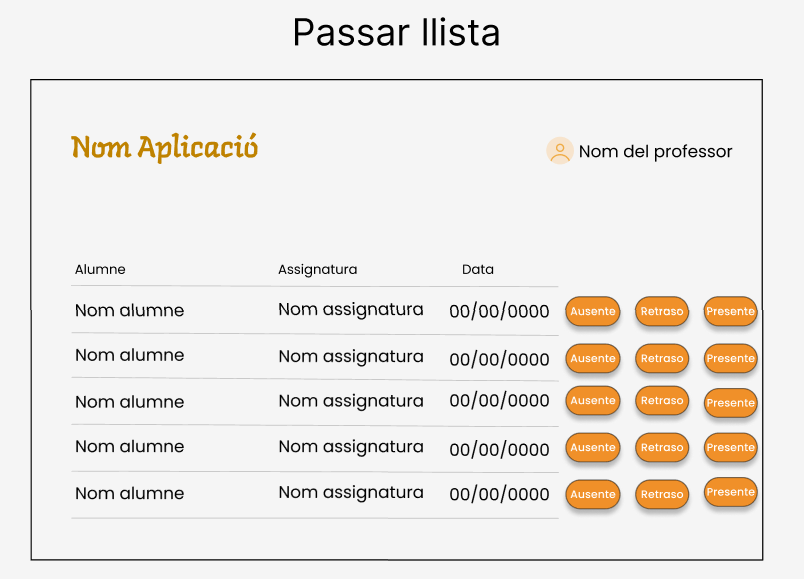 Passar llista
Nom Aplicació
Nom del professor
Alumne Assignatura Data
Nom alumne Nom assignatura 00/00/0000 Ausente Retraso Presente
Nom alumne Nom assignatura 00/00/0000 Ausente Retraso Presente
Nom alumne Nom assignatura 00/00/0000 Ausente Retraso Presente
Nom alumne Nom assignatura 00/00/0000 Ausente Retraso Presente
Nom alumne Nom assignatura 00/00/0000 Ausente Retraso Presente